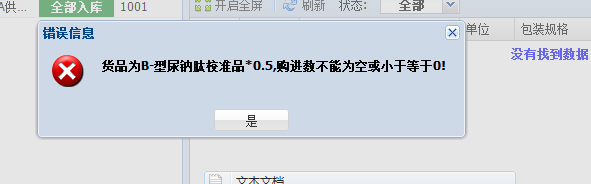 A供...
全部入库
1001
开启全屏
刷新
状态:
全部
错误信息
单位
包装规格
没有找到数据
货品为B-型尿钠肽校准品*0.5,购进数不能为空或小于等于0!
是
文本文档